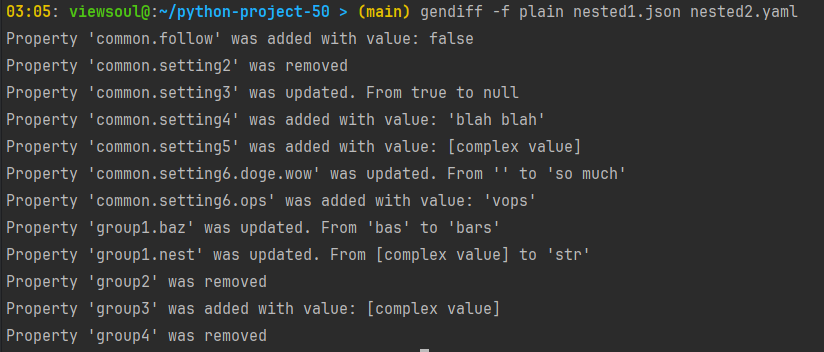 03:05: viewsoul@:~/python-project-50 > (main) gendiff -f plain nested1.json nested2.yaml
Property 'common.follow' was added with value: false
Property 'common.setting2' was removed
Property 'common.setting3' was updated. From true to null
Property 'common.setting4' was added with value: 'blah blah'
Property 'common.setting5' was added with value: [complex value]
Property 'common.setting6.doge.wow' was updated. From '' to 'so much'
Property 'common.setting6.ops' was added with value: 'vops'
Property 'group1.baz' was updated. From 'bas' to 'bars'
Property 'group1.nest' was updated. From [complex value] to 'str'
Property 'group2' was removed
Property 'group3' was added with value: [complex value]
Property 'group4' was removed